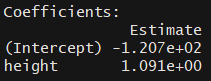 Coefficients:
Estimate
(Intercept) -1.207e+02
height 1.091e+00